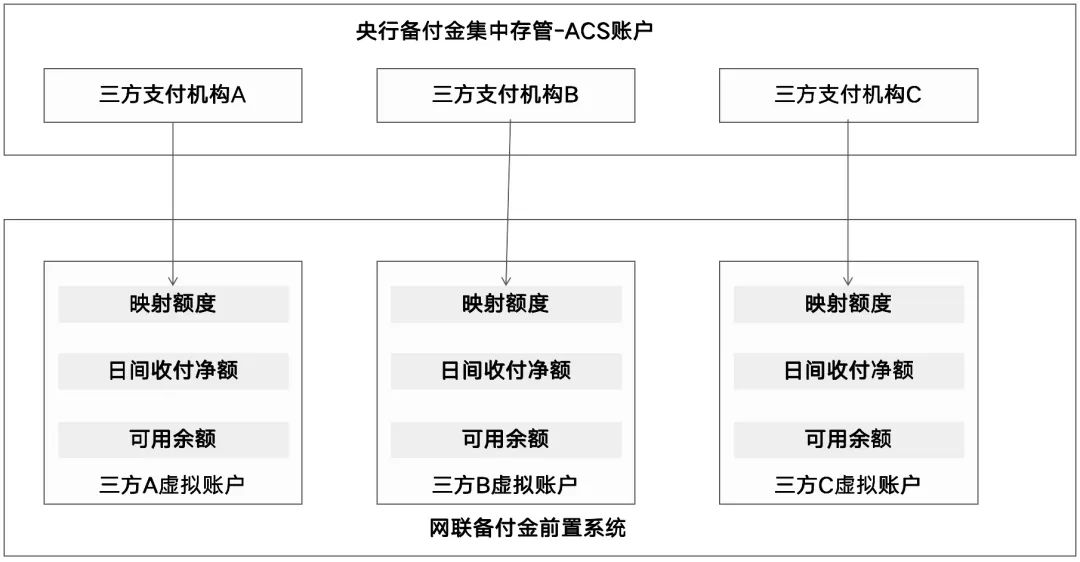 央行备付金集中存管-ACS账户
三方支付机构A
三方支付机构B
三方支付机构C
映射额度
映射额度
映射额度
日间收付净额
日间收付净额
日间收付净额
可用余额
可用余额
可用余额
三方A虚拟账户
三方B虚拟账户
三方C虚拟账户
网联备付金前置系统